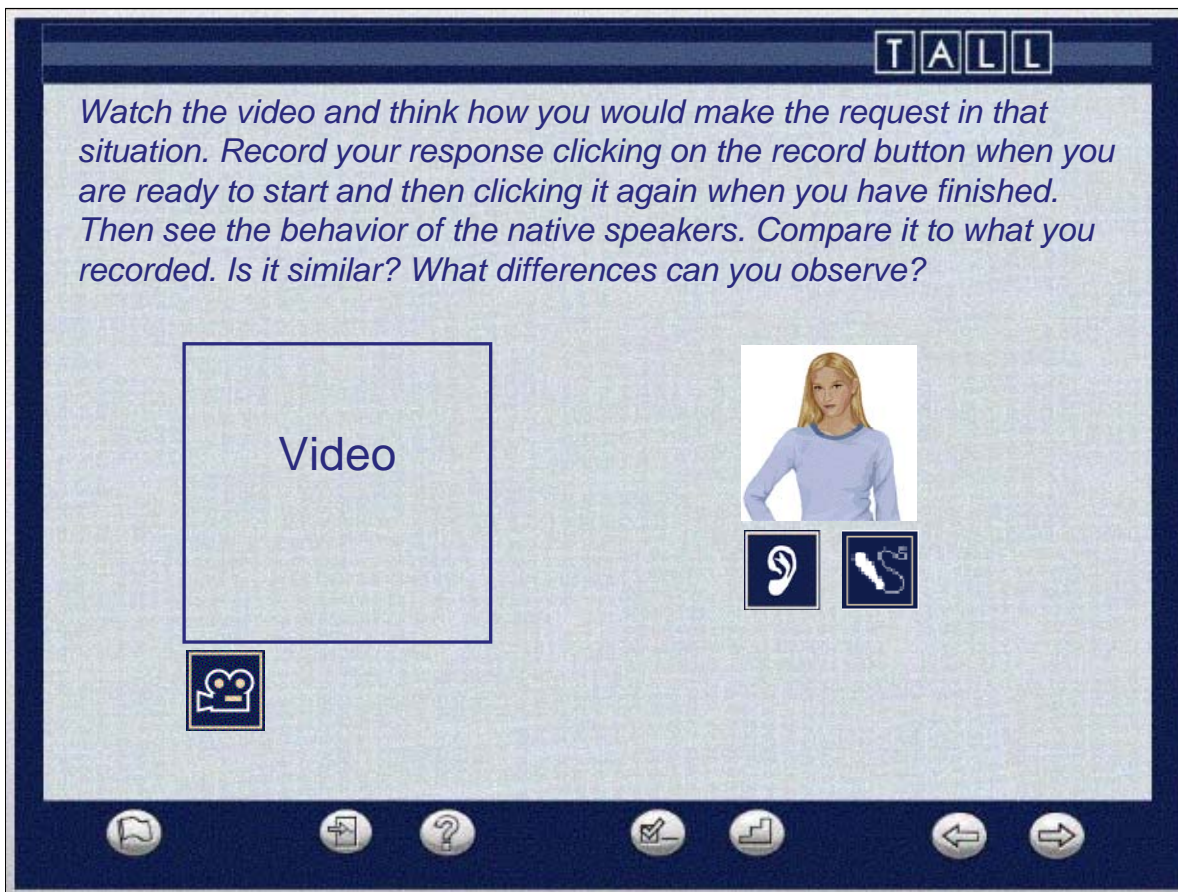 TALL
Watch the video and think how you would make the request in that
situation. Record your response clicking on the record button when you
are ready to start and then clicking it again when you have finished.
Then see the behavior of the native speakers. Compare it to what you
recorded. Is it similar? What differences can you observe?
Video